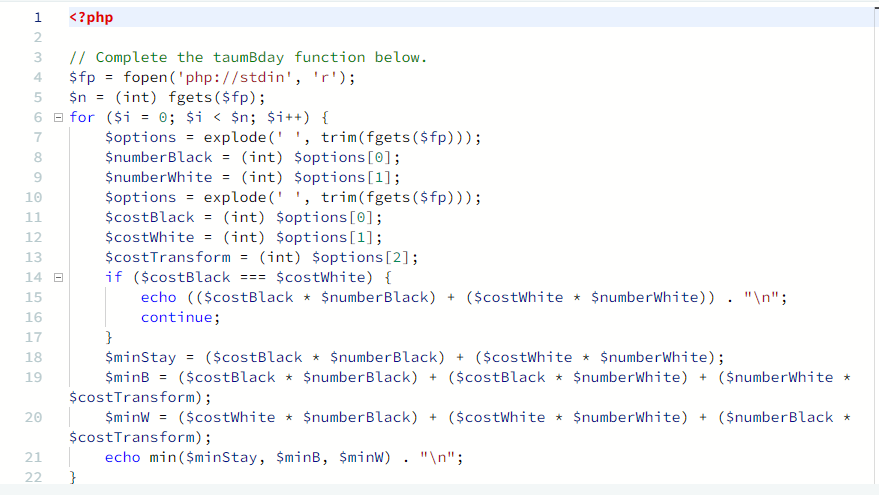 1 <?php
2
3 // Complete the taumBday function below.
4 $fp = fopen('php://stdin', 'r');
5 $n = (int) fgets($fp);
6 for ($i = 0; $i < $n; $i++) {
7     $options = explode(' ', trim(fgets($fp)));
8     $numberBlack = (int) $options[0];
9     $numberWhite = (int) $options[1];
10     $options = explode(' ', trim(fgets($fp)));
11     $costBlack = (int) $options[0];
12     $costWhite = (int) $options[1];
13     $costTransform = (int) $options[2];
14     if ($costBlack === $costWhite) {
15         echo (($costBlack * $numberBlack) + ($costWhite * $numberWhite)) . "\n";
16         continue;
17     }
18     $minStay = ($costBlack * $numberBlack) + ($costWhite * $numberWhite);
19     $minB = ($costBlack * $numberBlack) + ($costBlack * $numberWhite) + ($numberWhite *
$costTransform);
20     $minW = ($costWhite * $numberBlack) + ($costWhite * $numberWhite) + ($numberBlack *
$costTransform);
21     echo min($minStay, $minB, $minW) . "\n";
22 }